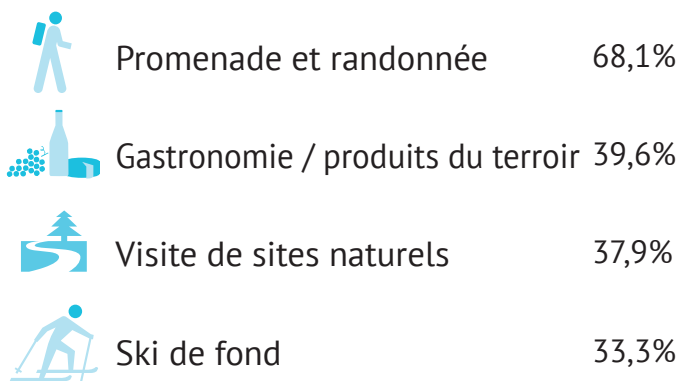 Promenade et randonnée 68,1%
Gastronomie / produits du terroir 39,6%
Visite de sites naturels 37,9%
Ski de fond 33,3%